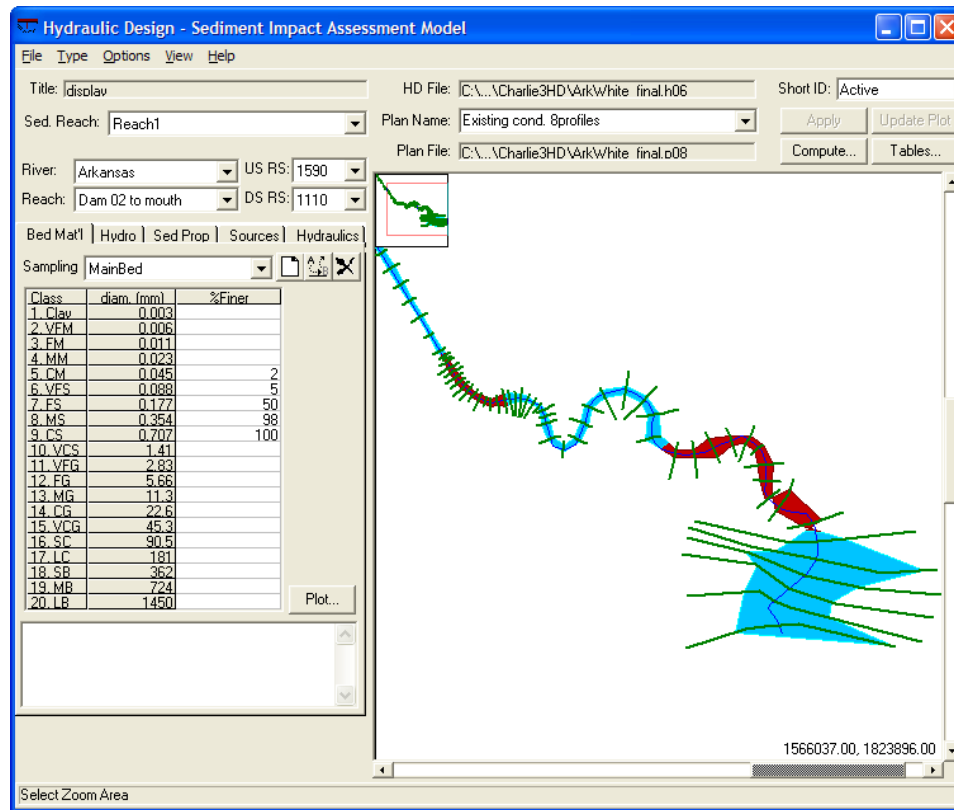 Hydraulic Design - Sediment Impact Assessment Model
File Type Options View Help
Title: display HD File: C:\...\Charlie3HD\ArkWhite_final.h06 Short ID: Active
Sed. Reach: Reach1 Plan Name: Existing cond. 8profiles Apply Update Plot
Plan File: C:\...\Charlie3HD\ArkWhite_final.p08 Compute... Tables...
River: Arkansas US RS: 1590
Reach: Dam 02 to mouth DS RS: 1110
Bed Mat'l Hydro Sed Prop Sources Hydraulics
Sampling MainBed
Class diam. (mm) %Finer
1. Clay 0.003
2. VFM 0.006
3. FM 0.011
4. MM 0.023
5. CM 0.045 2
6. VFS 0.088 5
7. FS 0.177 50
8. MS 0.354 98
9. CS 0.707 100
10. VCS 1.41
11. VFG 2.83
12. FG 5.66
13. MG 11.3
14. CG 22.6
15. VCG 45.3
16. SC 90.5
17. LC 181
18. SB 362
19. MB 724
20. LB 1450
Plot...
1566037.00, 1823896.00
Select Zoom Area